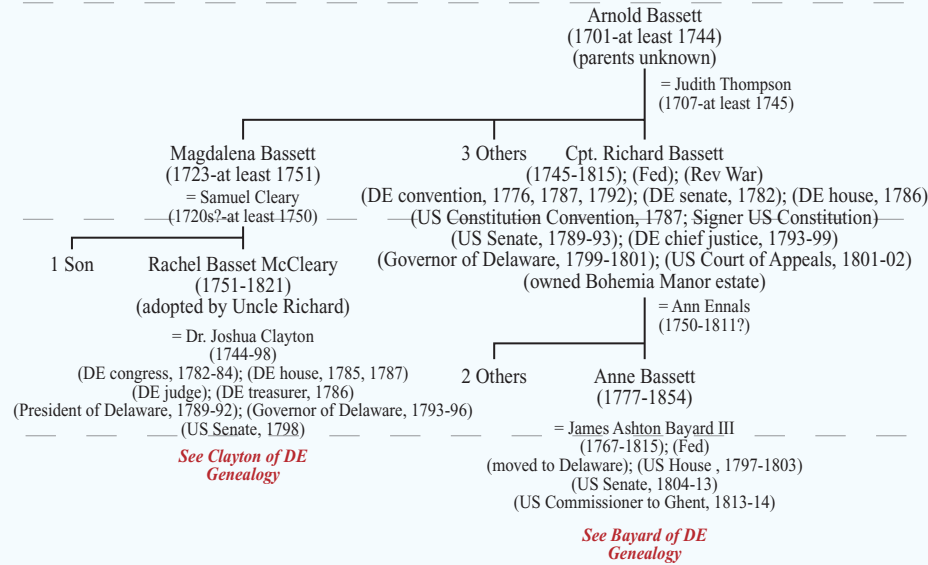 Arnold Bassett
(1701-at least 1744)
(parents unknown)
= Judith Thompson
(1707-at least 1745)
Magdalena Bassett
(1723-at least 1751)
= Samuel Cleary
(1720s?-at least 1750)
3 Others
Cpt. Richard Bassett
(1745-1815); (Fed); (Rev War)
(DE convention, 1776, 1787, 1792); (DE senate, 1782); (DE house, 1786)
(US Constitution Convention, 1787; Signer US Constitution)
(US Senate, 1789-93); (DE chief justice, 1793-99)
(Governor of Delaware, 1799-1801); (US Court of Appeals, 1801-02)
(owned Bohemia Manor estate)
= Ann Ennals
(1750-1811?)
1 Son
Rachel Basset McCleary
(1751-1821)
(adopted by Uncle Richard)
= Dr. Joshua Clayton
(1744-98)
(DE congress, 1782-84); (DE house, 1785, 1787)
(DE judge); (DE treasurer, 1786)
(President of Delaware, 1789-92); (Governor of Delaware, 1793-96)
(US Senate, 1798)
See Clayton of DE
Genealogy
2 Others
Anne Bassett
(1777-1854)
= James Ashton Bayard III
(1767-1815); (Fed)
(moved to Delaware); (US House , 1797-1803)
(US Senate, 1804-13)
(US Commissioner to Ghent, 1813-14)
See Bayard of DE
Genealogy